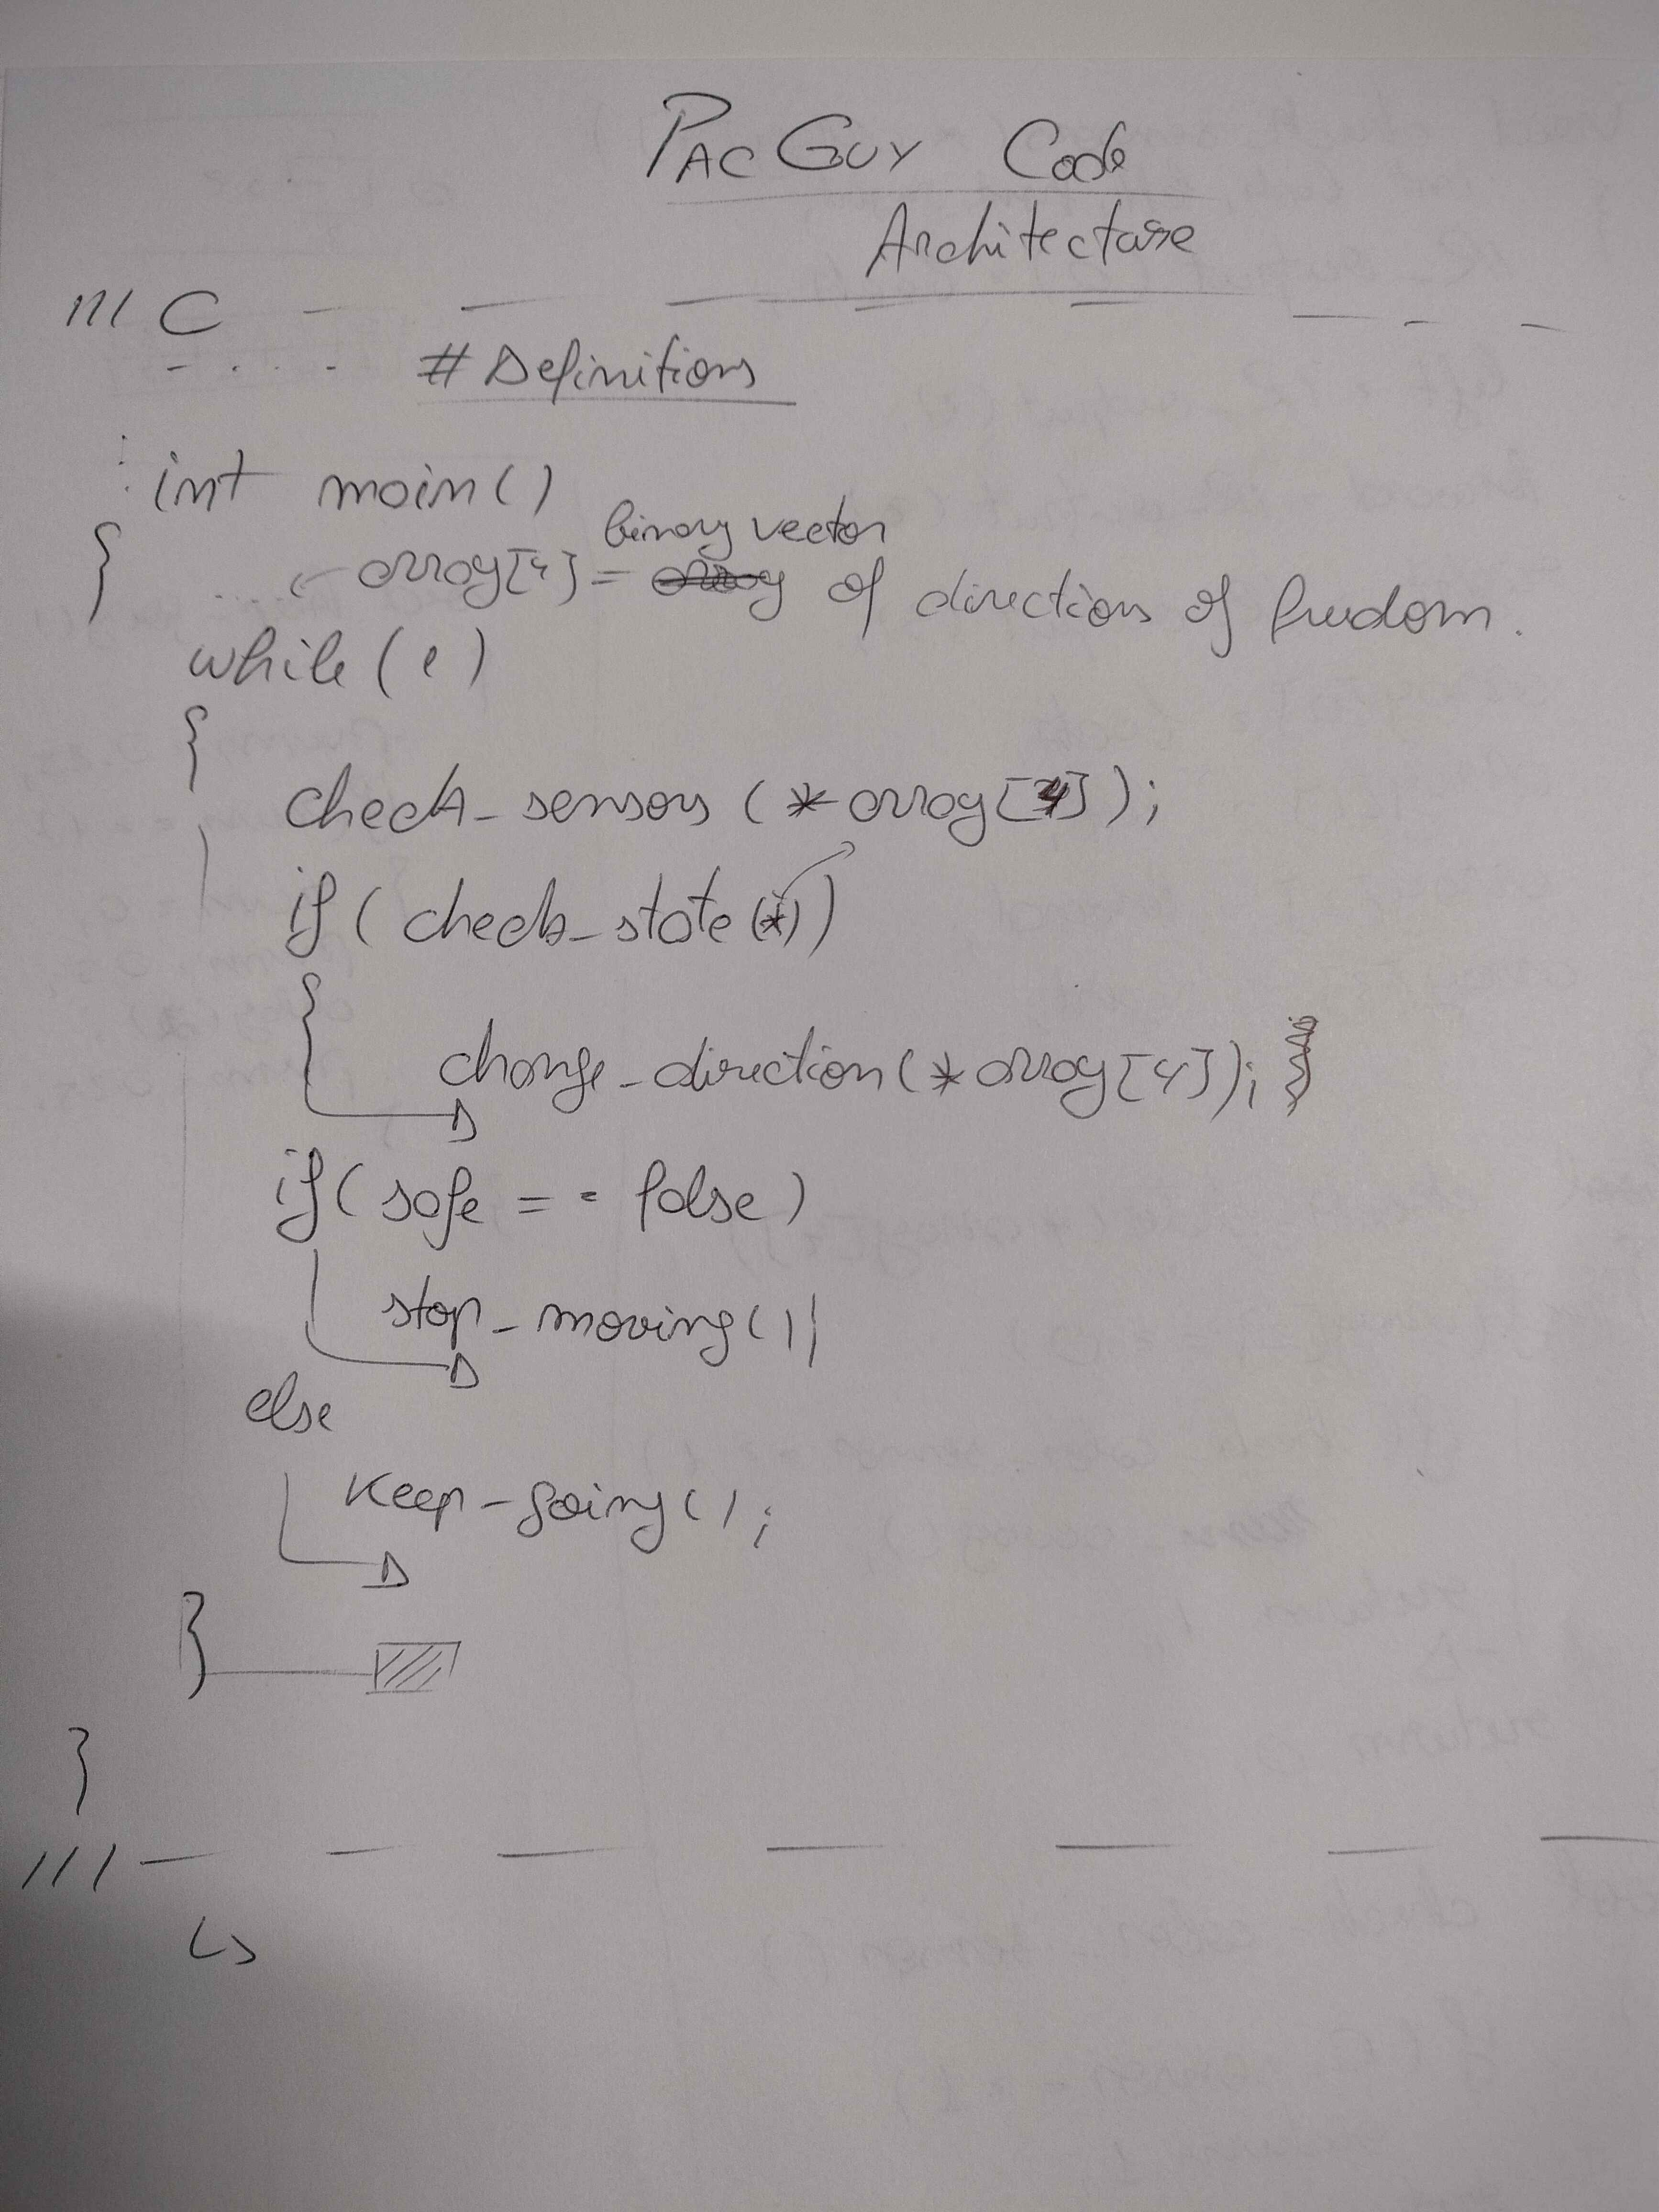 PAC GUY Code
Architecture
/// C
# Definitions
int main()
{
binary vector
array[4] = array of directions of freedom.
while(1)
{
check_sensors (*array[4]);
if( check_state(*))
{
change_direction(*array[4]);
if( safe == false)
stop_moving()
else
keep_going();
}
}
///